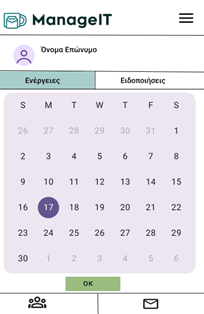 ManageIT
Όνομα Επώνυμο
Ενέργειες Ειδοποιήσεις
S M T W T F S
26 27 28 29 30 31 1
2 3 4 5 6 7 8
9 10 11 12 13 14 15
16 17 18 19 20 21 22
23 24 25 26 27 28 29
30 1 2 3 4 5 6
OK